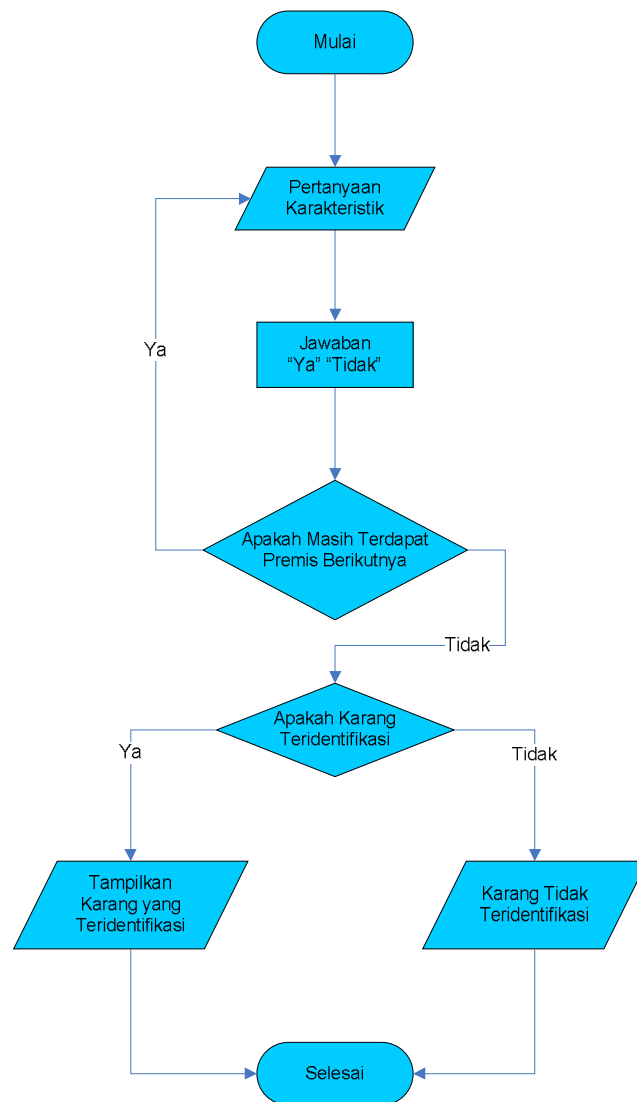 Mulai
Pertanyaan
Karakteristik
Ya
Jawaban
“Ya” “Tidak”
Apakah Masih Terdapat
Premis Berikutnya
Tidak
Apakah Karang
Teridentifikasi
Ya
Tidak
Tampilkan
Karang yang
Teridentifikasi
Karang Tidak
Teridentifikasi
Selesai